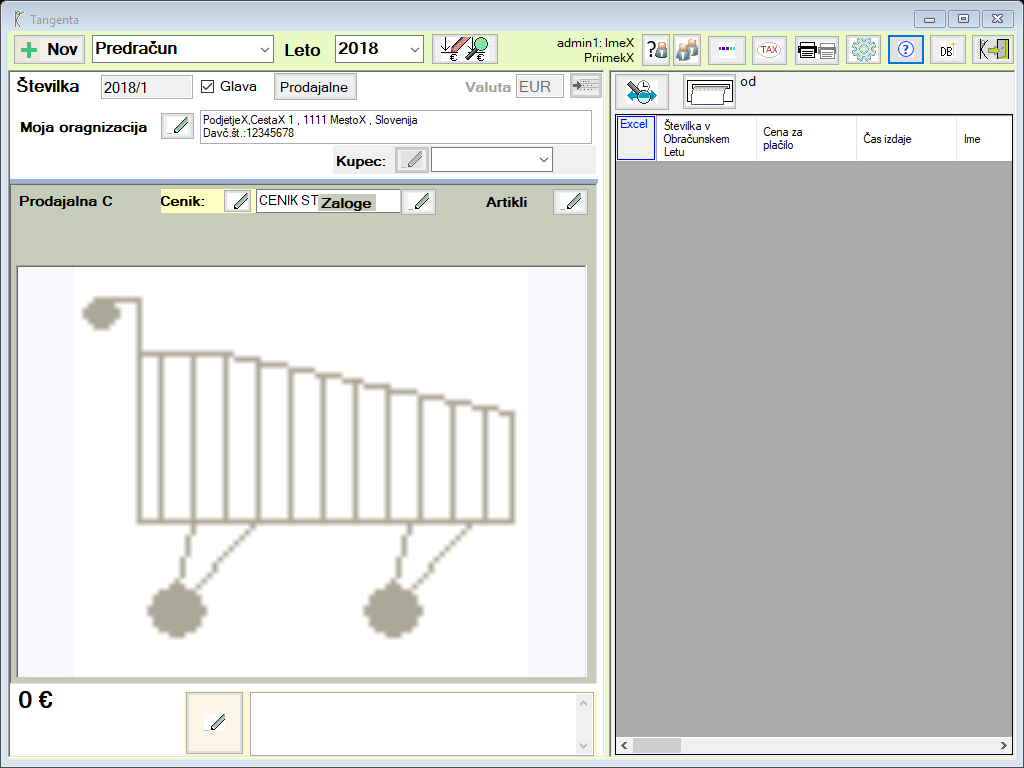 Tangenta
Nov
Predračun
Leto
2018
admin1: ImeX
PriimekX
TAX
DB
Številka
2018/1
Glava
Prodajalne
Valuta
EUR
od
Moja oragnizacija
PodjetjeX,CestaX 1 , 1111 MestoX , Slovenija
Davč.št.:12345678
Kupec:
Excel
Številka v
Obračunskem
Letu
Cena za
plačilo
Čas izdaje
Ime
Prodajalna C
Cenik:
CENIK ST
Zaloge
Artikli
0 €